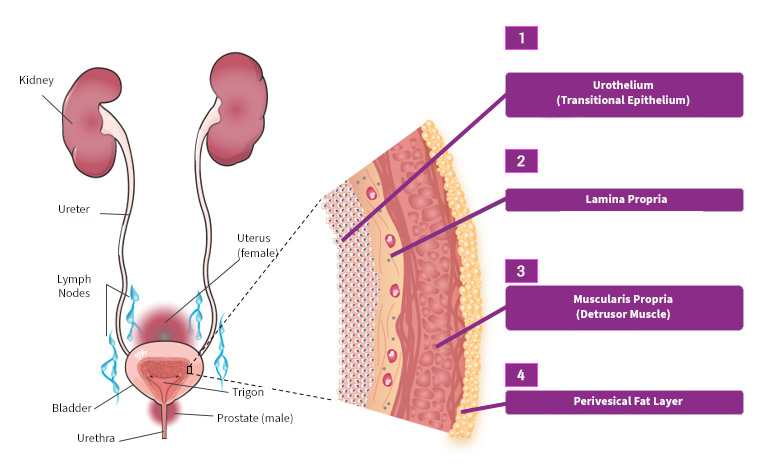 Kidney
Ureter
Uterus
(female)
Lymph
Nodes
Trigon
Bladder
Prostate (male)
Urethra
1
Urothelium
(Transitional Epithelium)
2
Lamina Propria
3
Muscularis Propria
(Detrusor Muscle)
4
Perivesical Fat Layer